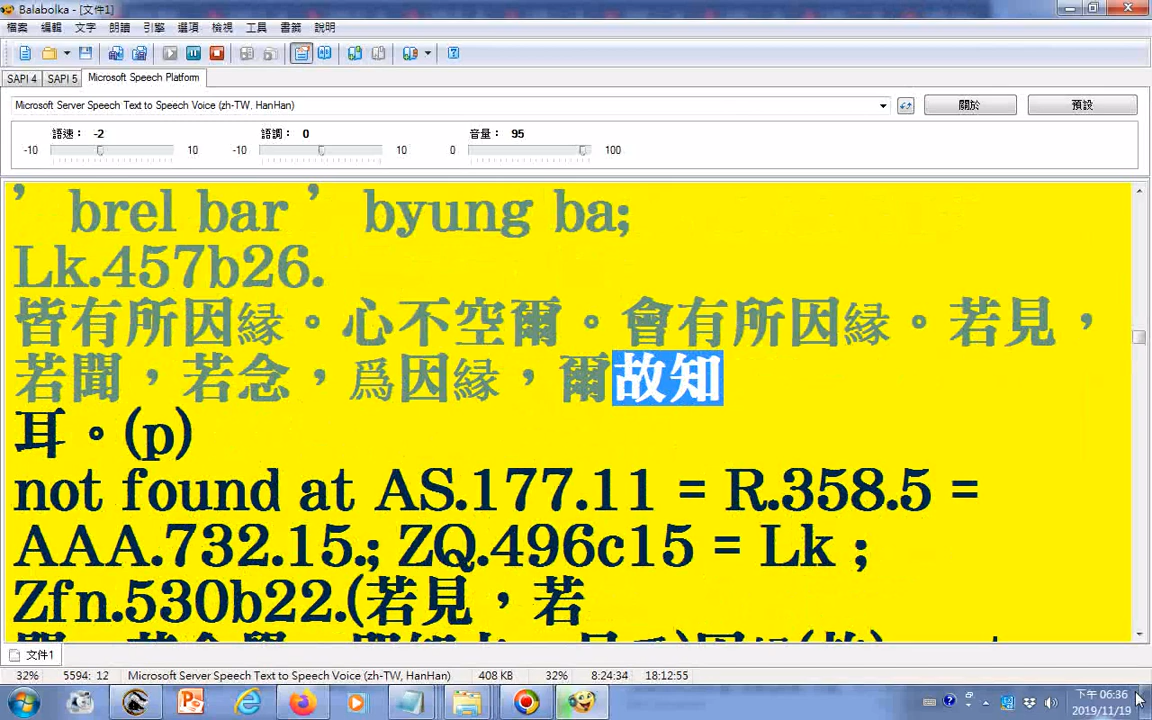 Balabolka - [文件1]
檔案 編輯 文字 朗讀 引擎 選項 檢視 工具 書籤 說明
SAPI 4 SAPI 5 Microsoft Speech Platform
Microsoft Server Speech Text to Speech Voice (zh-TW, HanHan) 關於 預設
語速： -2 語調： 0 音量： 95
-10 10 -10 10 0 100
’ brel bar ’ byung ba;
Lk.457b26.
皆有所因縁。心不空爾。會有所因縁。若見，
若聞，若念，爲因縁，爾故知
耳。(p)
not found at AS.177.11 = R.358.5 =
AAA.732.15.; ZQ.496c15 = Lk ;
Zfn.530b22.(若見，若
文件1
32% 5594: 12 Microsoft Server Speech Text to Speech Voice (zh-TW, HanHan) 408 KB 32% 8:24:34 18:12:55
下午 06:36
2019/11/19